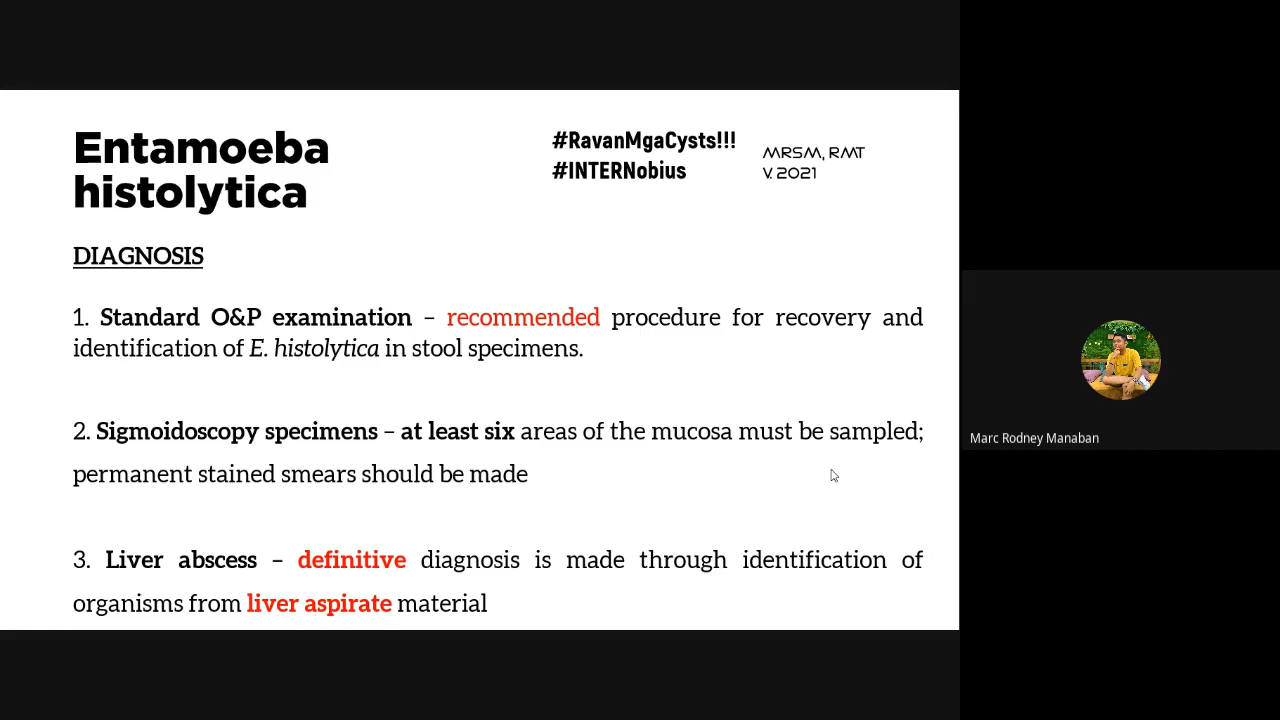 Entamoeba
histolytica
#RavanMgaCysts!!!
#INTERNobius
MRSM, RMT
V. 2021
DIAGNOSIS
1. Standard O&P examination – recommended procedure for recovery and
identification of E. histolytica in stool specimens.
2. Sigmoidoscopy specimens – at least six areas of the mucosa must be sampled;
permanent stained smears should be made
3. Liver abscess – definitive diagnosis is made through identification of
organisms from liver aspirate material
Marc Rodney Manaban